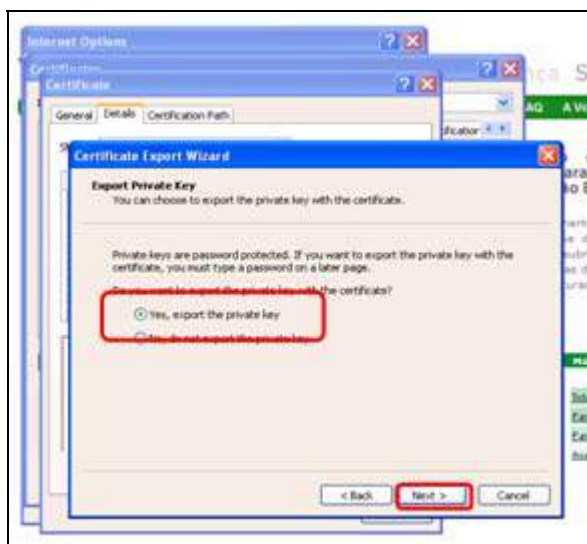 Internet Options
Certificates
Certificate
General Details Certification Path
Certificate Export Wizard
Export Private Key
You can choose to export the private key with the certificate.
Private keys are password protected. If you want to export the private key with the
certificate, you must type a password on a later page.
Do you want to export the private key with the certificate?
Yes, export the private key
No, do not export the private key
< Back Next > Cancel